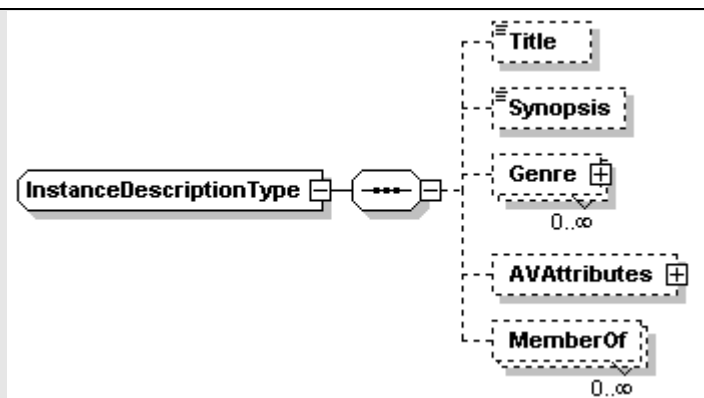 Title
Synopsis
InstanceDescriptionType
Genre
0..∞
AVAttributes
MemberOf
0..∞